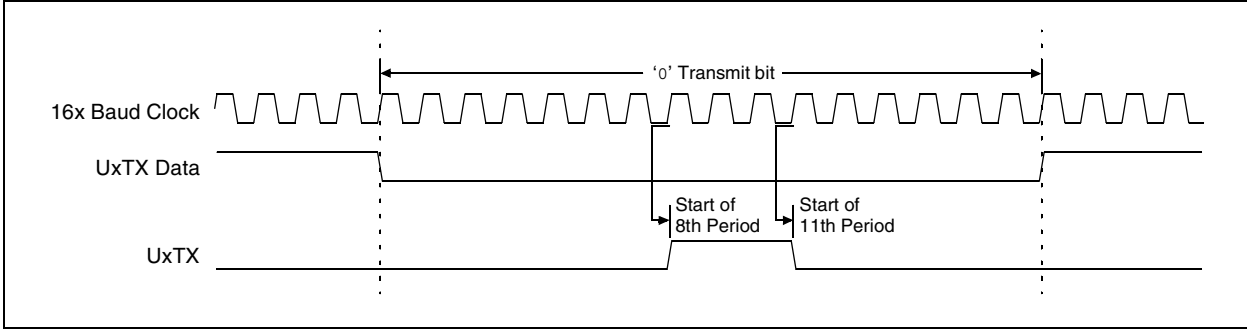 ‘0’ Transmit bit
16x Baud Clock
UxTX Data
Start of
8th Period
Start of
11th Period
UxTX